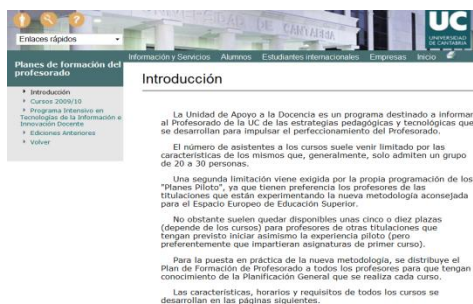 UNIVERSIDAD DE CANTABRIA
UC
UNIVERSIDAD
DE CANTABRIA
Enlaces rápidos
Información y Servicios Alumnos Estudiantes internacionales Empresas Inicio
Planes de formación del
profesorado
Introducción
Cursos 2009/10
Programa Intensivo en
Tecnologías de la Información e
Innovación Docente
Ediciones Anteriores
Volver
Introducción
La Unidad de Apoyo a la Docencia es un programa destinado a informar
al Profesorado de la UC de las estrategias pedagógicas y tecnológicas que
se desarrollan para impulsar el perfeccionamiento del Profesorado.
El número de asistentes a los cursos suele venir limitado por las
características de los mismos que, generalmente, solo admiten un grupo
de 20 a 30 personas.
Una segunda limitación viene exigida por la propia programación de los
"Planes Piloto", ya que tienen preferencia los profesores de las
titulaciones que están experimentando la nueva metodología aconsejada
para el Espacio Europeo de Educación Superior.
No obstante suelen quedar disponibles unas cinco o diez plazas
(depende de los cursos) para profesores de otras titulaciones que
tengan previsto iniciar asimismo la experiencia piloto (pero
preferentemente que impartieran asignaturas de primer curso).
Para la puesta en práctica de la nueva metodología, se distribuye el
Plan de Formación de Profesorado a todos los profesores para que tengan
conocimiento de la Planificación General que se realiza cada curso.
Las características, horarios y requisitos de todos los cursos se
desarrollan en las páginas siguientes.